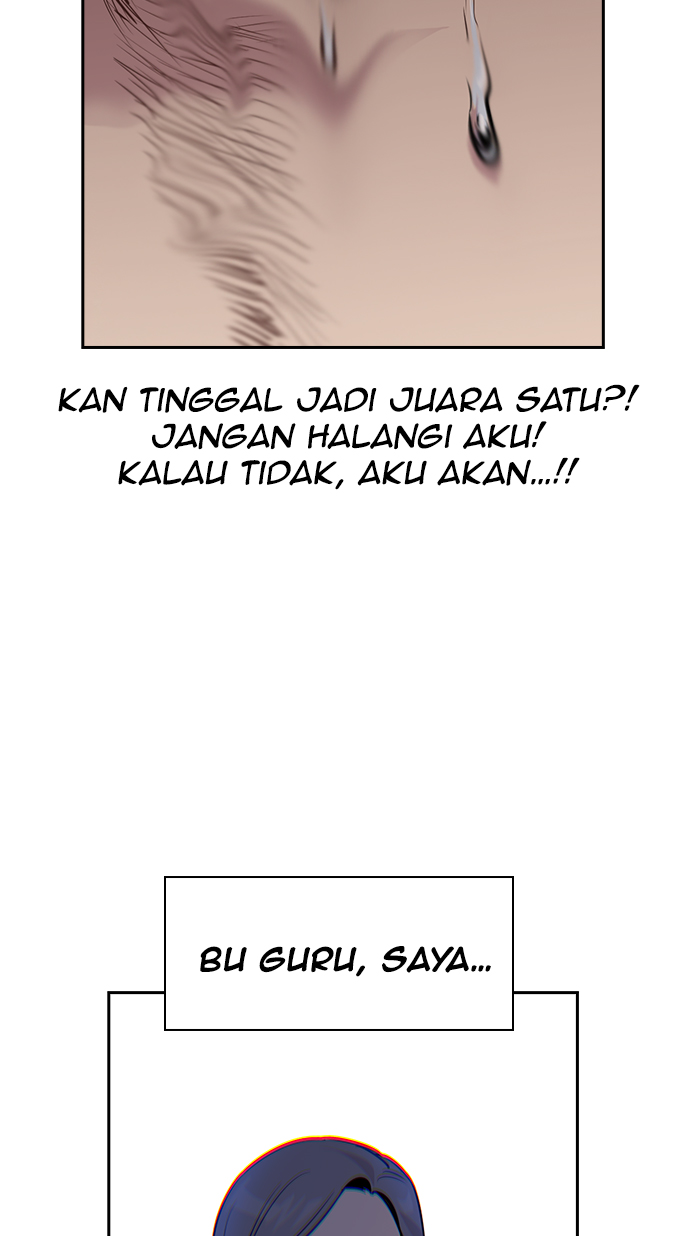 KAN TINGGAL JADI JUARA SATU?!
JANGAN HALANGI AKU!
KALAU TIDAK, AKU AKAN...!!
BU GURU, SAYA...